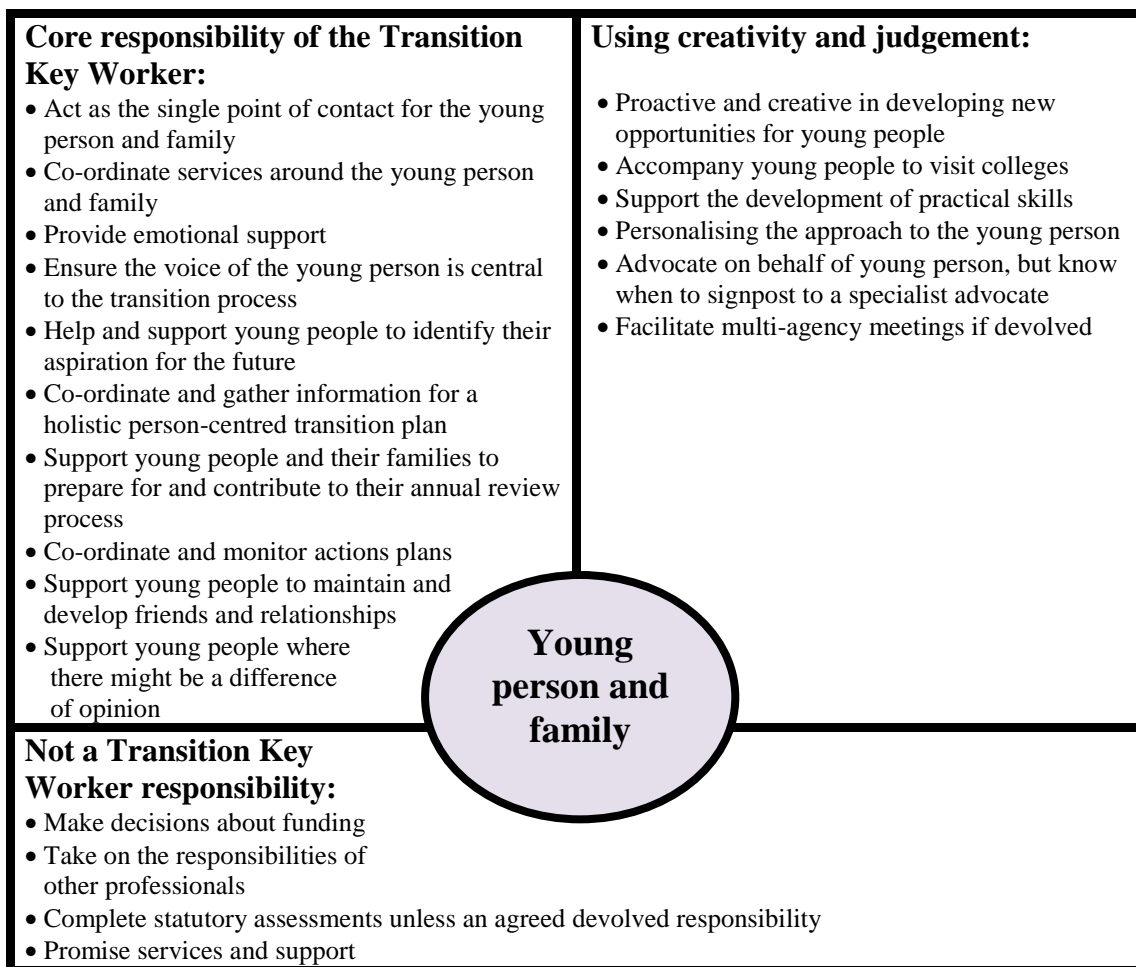 Core responsibility of the Transition
Key Worker:
• Act as the single point of contact for the young
person and family
• Co-ordinate services around the young person
and family
• Provide emotional support
• Ensure the voice of the young person is central
to the transition process
• Help and support young people to identify their
aspiration for the future
• Co-ordinate and gather information for a
holistic person-centred transition plan
• Support young people and their families to
prepare for and contribute to their annual review
process
• Co-ordinate and monitor actions plans
• Support young people to maintain and
develop friends and relationships
• Support young people where
there might be a difference
of opinion
Using creativity and judgement:
• Proactive and creative in developing new
opportunities for young people
• Accompany young people to visit colleges
• Support the development of practical skills
• Personalising the approach to the young person
• Advocate on behalf of young person, but know
when to signpost to a specialist advocate
• Facilitate multi-agency meetings if devolved
Young
person and
family
Not a Transition Key
Worker responsibility:
• Make decisions about funding
• Take on the responsibilities of
other professionals
• Complete statutory assessments unless an agreed devolved responsibility
• Promise services and support